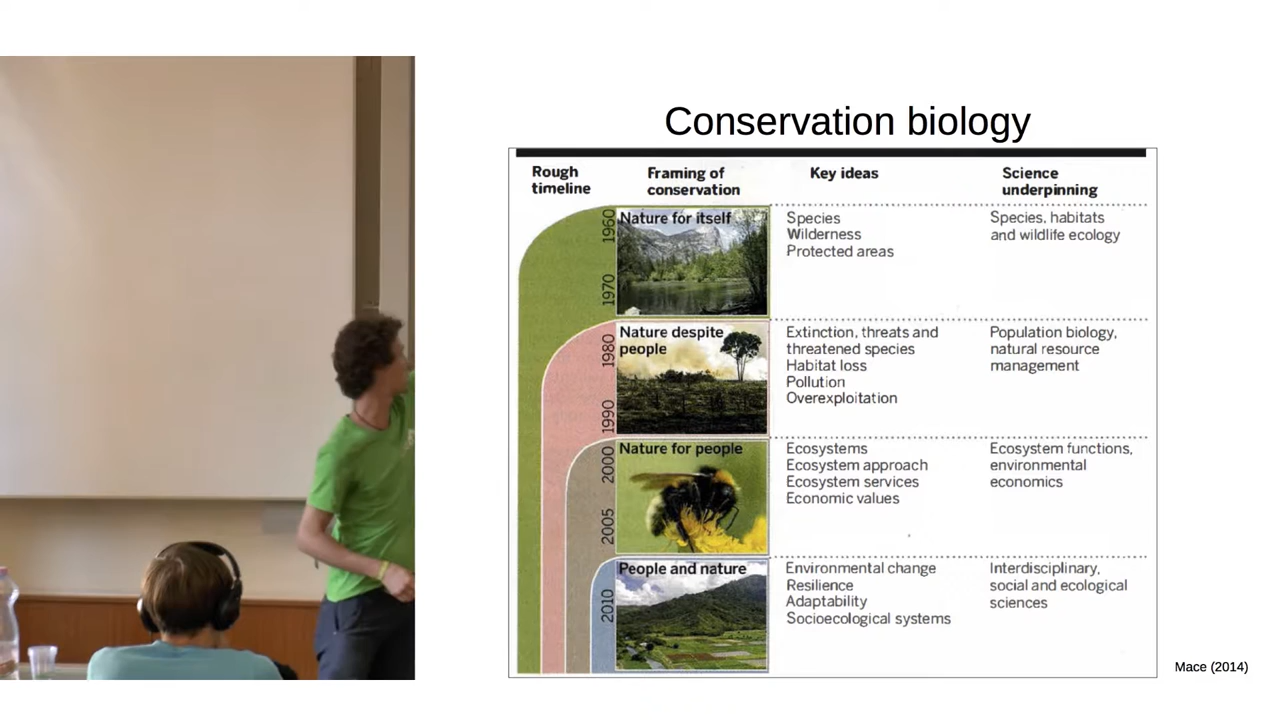 Conservation biology
Rough timeline
Framing of conservation
Key ideas
Science underpinning
1960
1970
Nature for itself
Species
Wilderness
Protected areas
Species, habitats
and wildlife ecology
1980
1990
Nature despite
people
Extinction, threats and
threatened species
Habitat loss
Pollution
Overexploitation
Population biology,
natural resource
management
2000
2005
Nature for people
Ecosystems
Ecosystem approach
Ecosystem services
Economic values
Ecosystem functions,
environmental
economics
2010
People and nature
Environmental change
Resilience
Adaptability
Socioecological systems
Interdisciplinary,
social and ecological
sciences
Mace (2014)